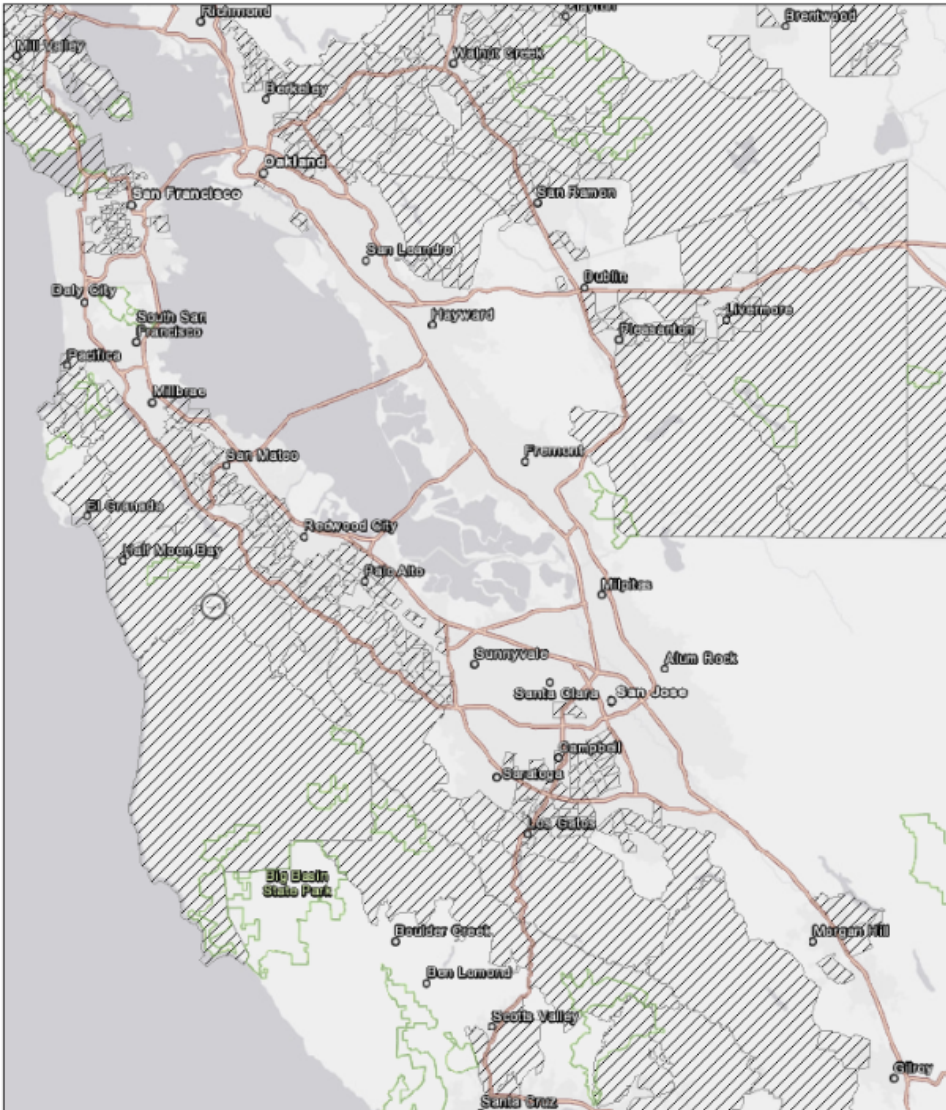 Richmond
Clayton
Brentwood
Mill Valley
Walnut Creek
Berkeley
Oakland
San Francisco
San Ramon
San Leandro
Dublin
Daly City
South San
Francisco
Hayward
Livermore
Pleasanton
Pacifica
Millbrae
San Mateo
Fremont
El Granada
Redwood City
Half Moon Bay
Palo Alto
Milpitas
Sunnyvale
Alum Rock
Santa Clara
San Jose
Campbell
Saratoga
Los Gatos
Big Basin
State Park
Boulder Creek
Morgan Hill
Ben Lomond
Scotts Valley
Gilroy
Santa Cruz